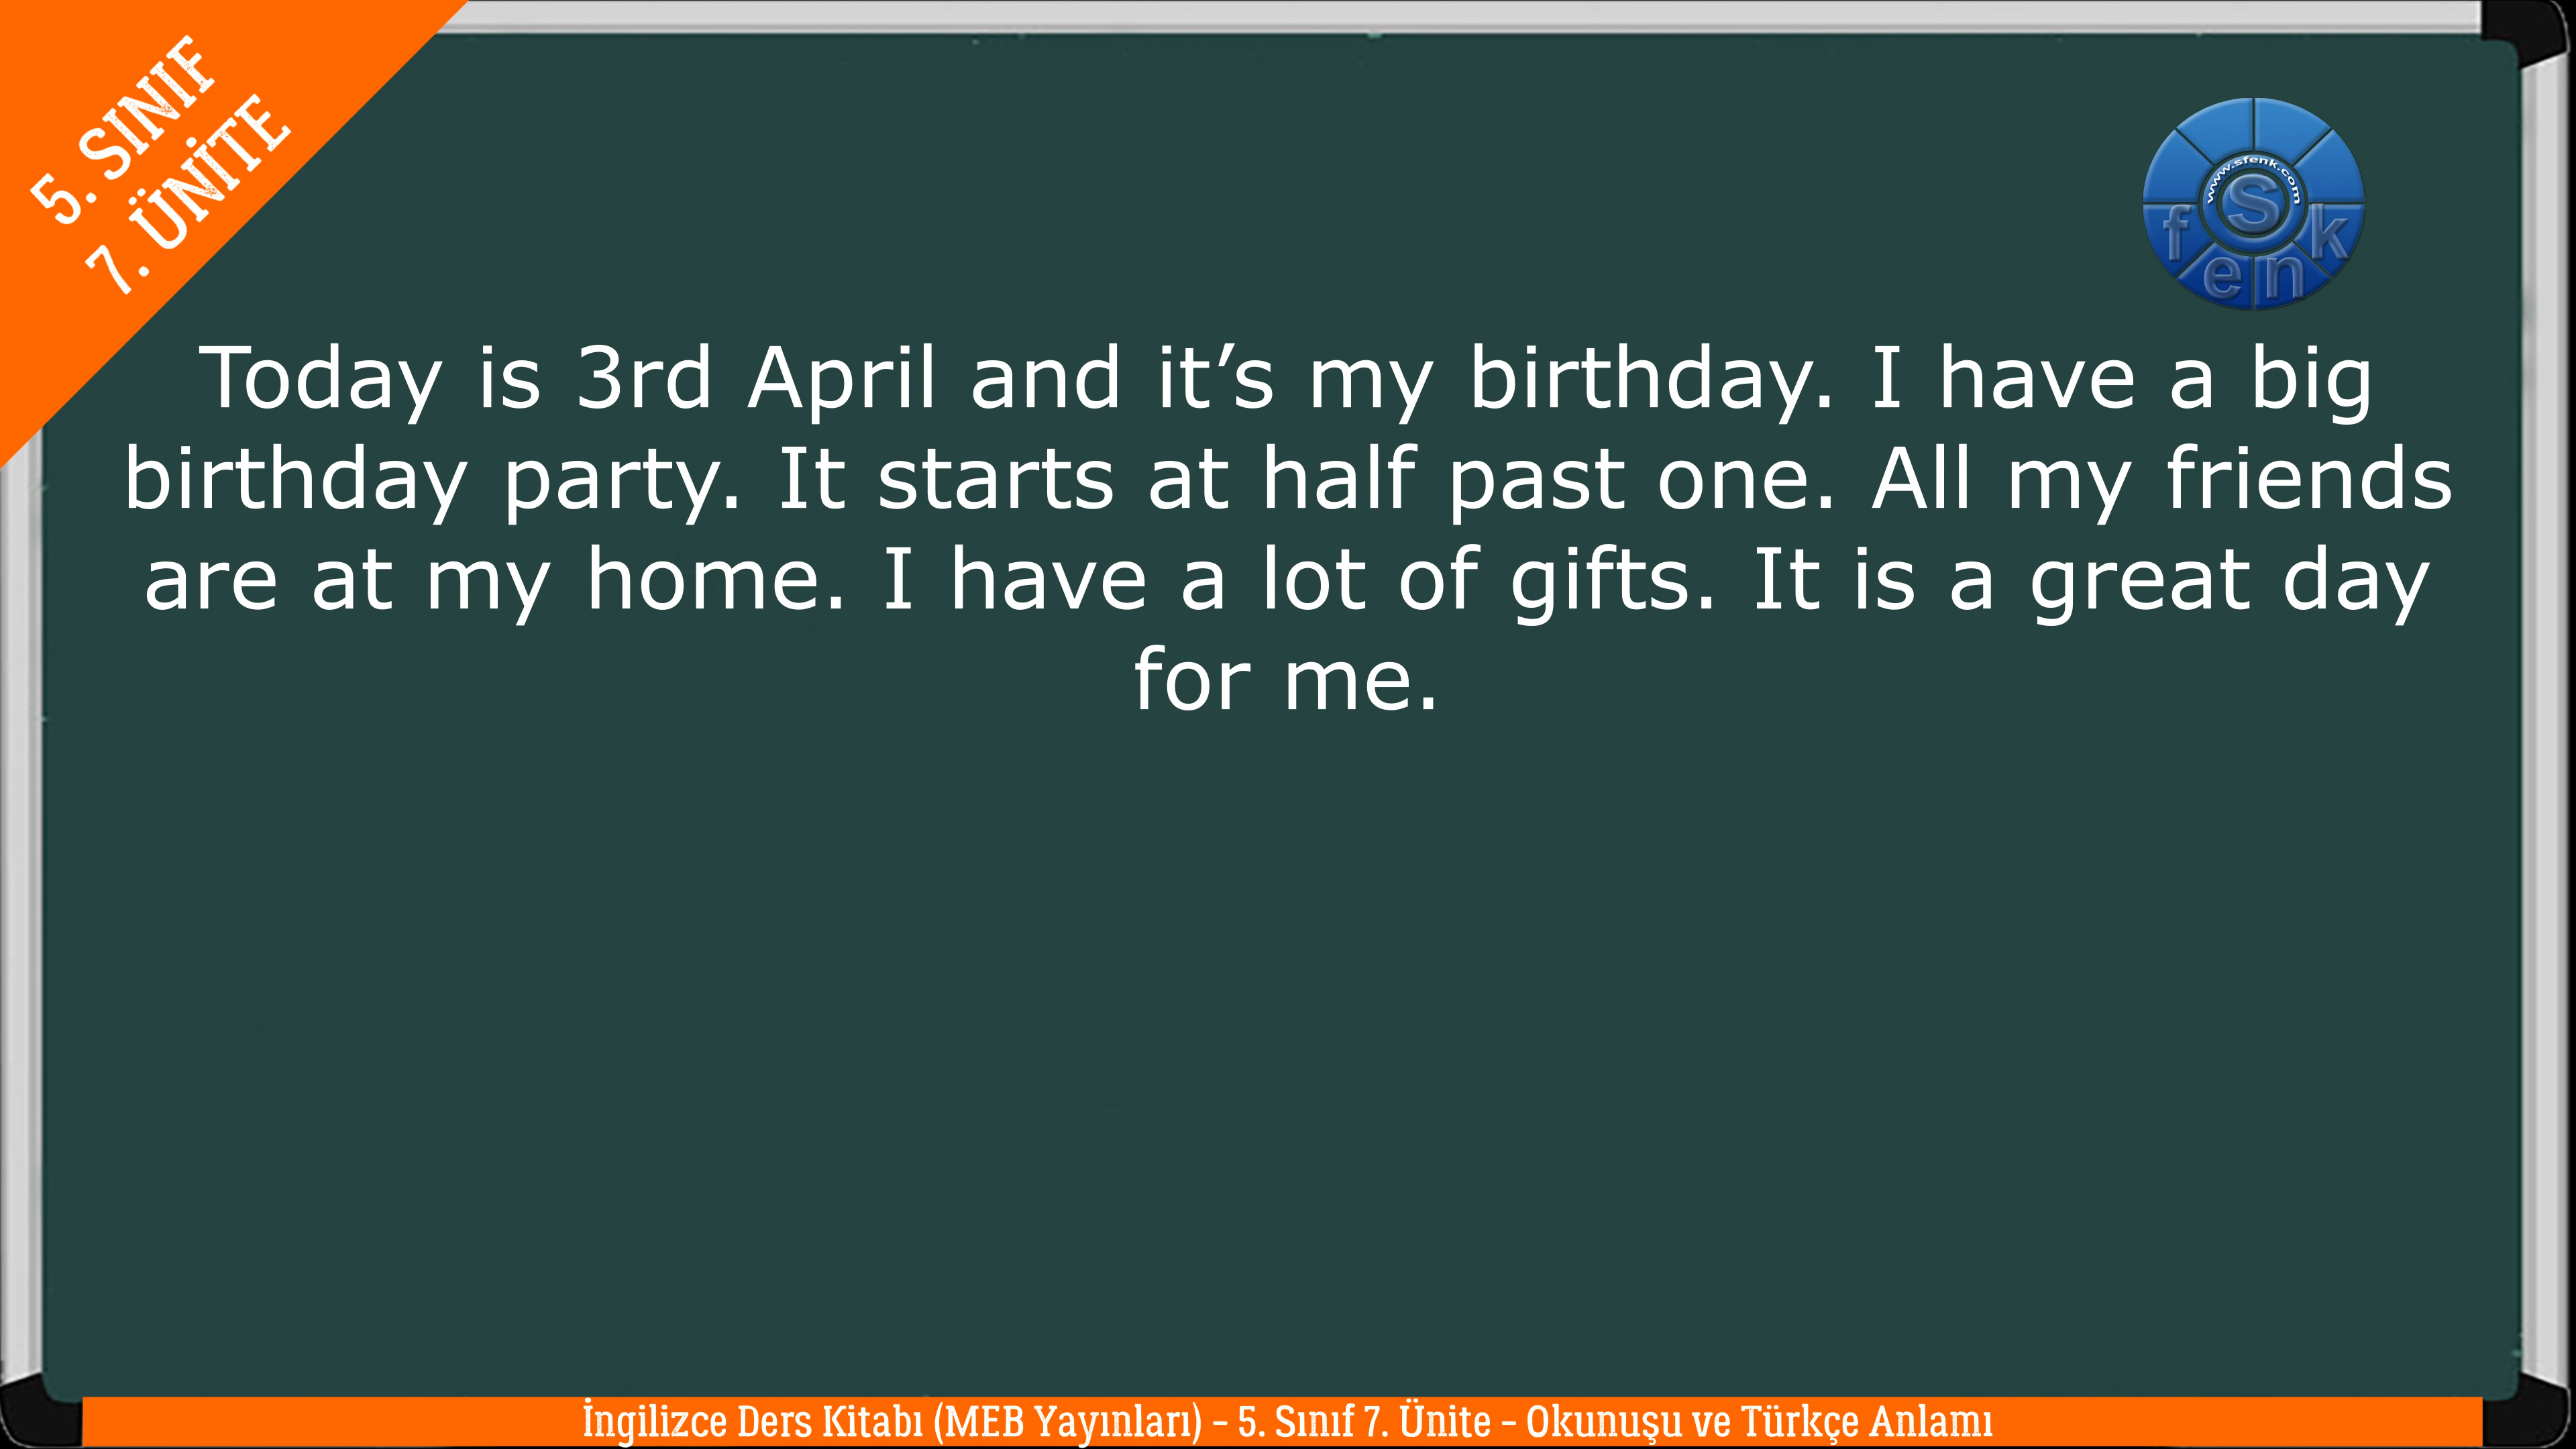 5. SINIF
7. ÜNİTE
www.sfenk.com
S
f e n k
Today is 3rd April and it’s my birthday. I have a big
birthday party. It starts at half past one. All my friends
are at my home. I have a lot of gifts. It is a great day
for me.
İngilizce Ders Kitabı (MEB Yayınları) – 5. Sınıf 7. Ünite – Okunuşu ve Türkçe Anlamı